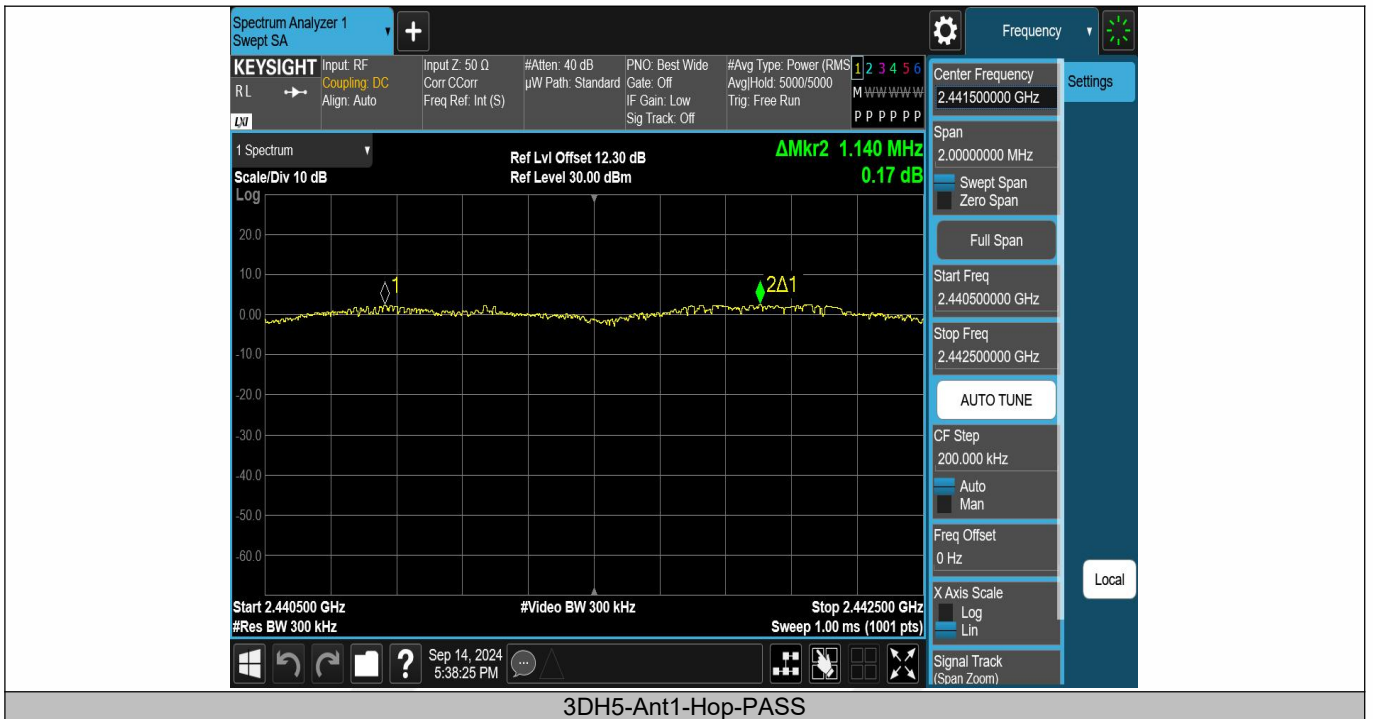 Spectrum Analyzer 1
Swept SA
+
Frequency
KEYSIGHT
RL
LXI
Input: RF
Coupling: DC
Align: Auto
Input Z: 50 Ω
Corr CCorr
Freq Ref: Int (S)
#Atten: 40 dB
µW Path: Standard
PNO: Best Wide
Gate: Off
IF Gain: Low
Sig Track: Off
#Avg Type: Power (RMS
Avg|Hold: 5000/5000
Trig: Free Run
1 2 3 4 5 6
M W W W W W
P P P P P P
1 Spectrum
Scale/Div 10 dB
Log
Ref Lvl Offset 12.30 dB
Ref Level 30.00 dBm
ΔMkr2 1.140 MHz
0.17 dB
20.0
10.0
0.00
-10.0
-20.0
-30.0
-40.0
-50.0
-60.0
1
2Δ1
Start 2.440500 GHz
#Res BW 300 kHz
#Video BW 300 kHz
Stop 2.442500 GHz
Sweep 1.00 ms (1001 pts)
Center Frequency
2.441500000 GHz
Settings
Span
2.00000000 MHz
Swept Span
Zero Span
Full Span
Start Freq
2.440500000 GHz
Stop Freq
2.442500000 GHz
AUTO TUNE
CF Step
200.000 kHz
Auto
Man
Freq Offset
0 Hz
Local
X Axis Scale
Log
Lin
Signal Track
(Span Zoom)
?
Sep 14, 2024
5:38:25 PM
3DH5-Ant1-Hop-PASS